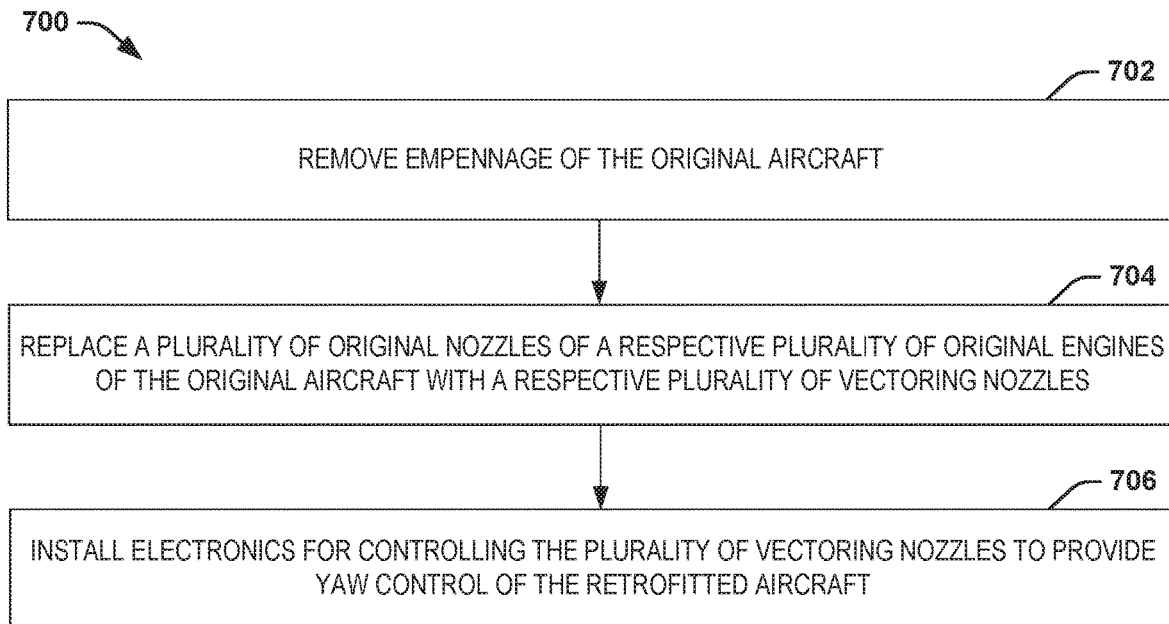 700
702
REMOVE EMPENNAGE OF THE ORIGINAL AIRCRAFT
704
REPLACE A PLURALITY OF ORIGINAL NOZZLES OF A RESPECTIVE PLURALITY OF ORIGINAL ENGINES
OF THE ORIGINAL AIRCRAFT WITH A RESPECTIVE PLURALITY OF VECTORING NOZZLES
706
INSTALL ELECTRONICS FOR CONTROLLING THE PLURALITY OF VECTORING NOZZLES TO PROVIDE
YAW CONTROL OF THE RETROFITTED AIRCRAFT